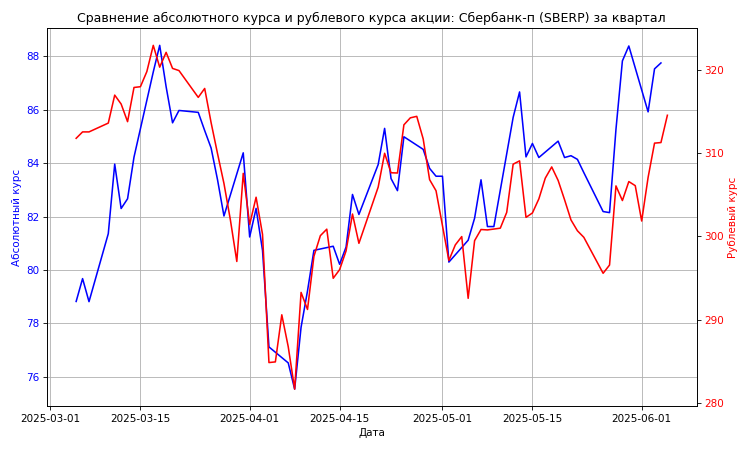 Сравнение абсолютного курса и рублевого курса акции: Сбербанк-п (SBERP) за квартал
Абсолютный курс
88
86
84
82
80
78
76
320
310
300
290
280
Рублевый курс
2025-03-01 2025-03-15 2025-04-01 2025-04-15 2025-05-01 2025-05-15 2025-06-01
Дата